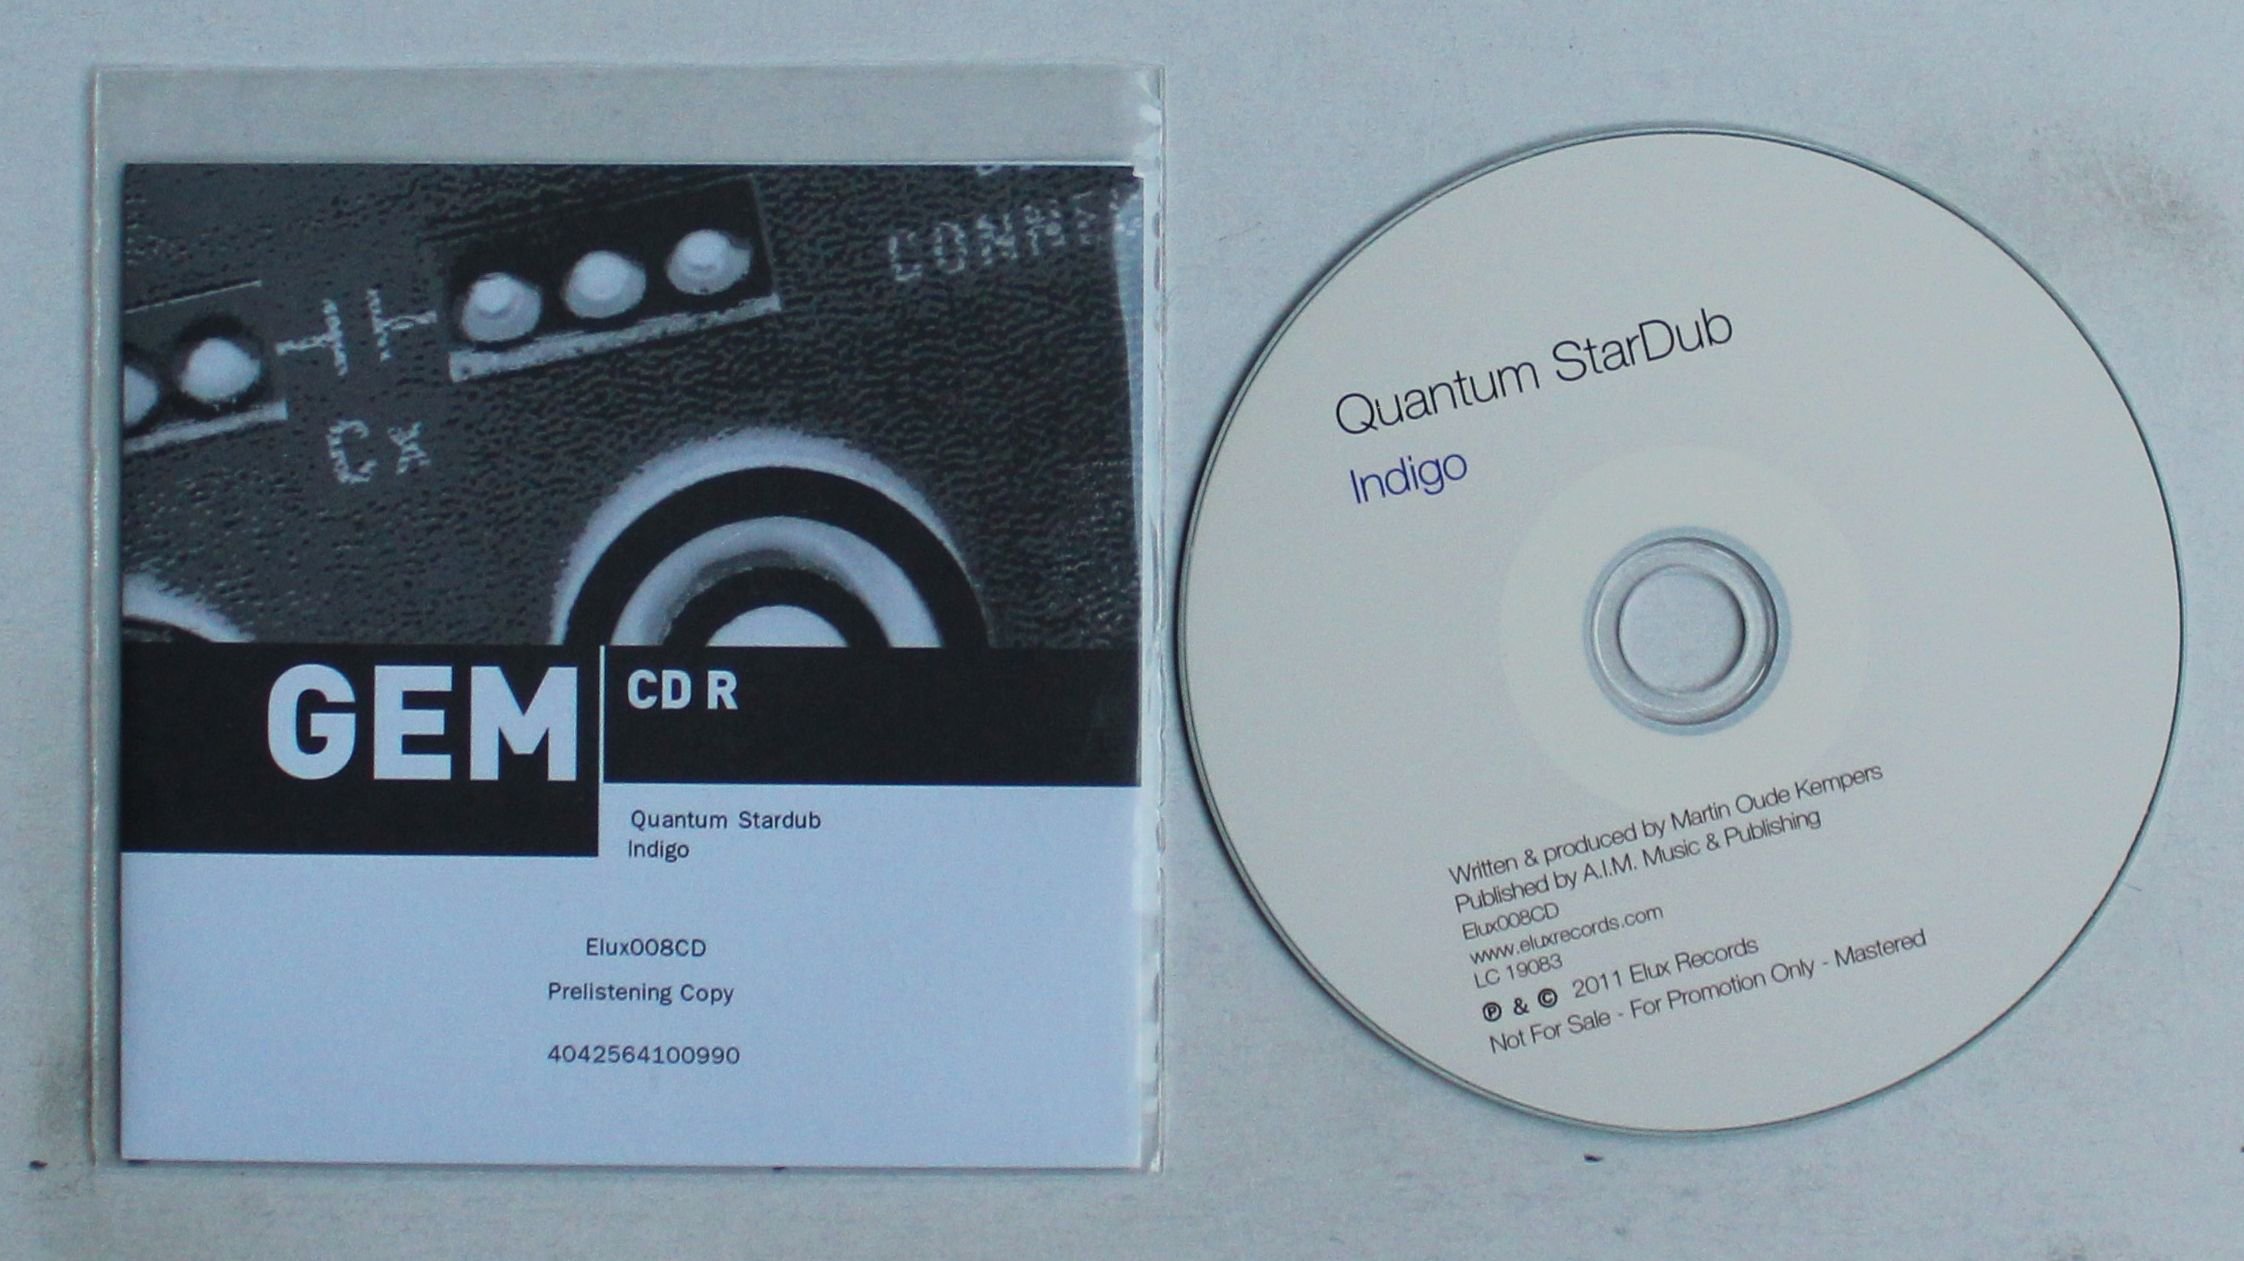 GEM
CD R
Quantum Stardub
Indigo
Elux008CD
Prelistening Copy
4042564100990
Quantum StarDub
Indigo
Written & produced by Martin Oude Kempers
Published by A.I.M. Music & Publishing
Elux008CD
www.eluxrecords.com
LC 19083
℗ & © 2011 Elux Records
Not For Sale - For Promotion Only - Mastered